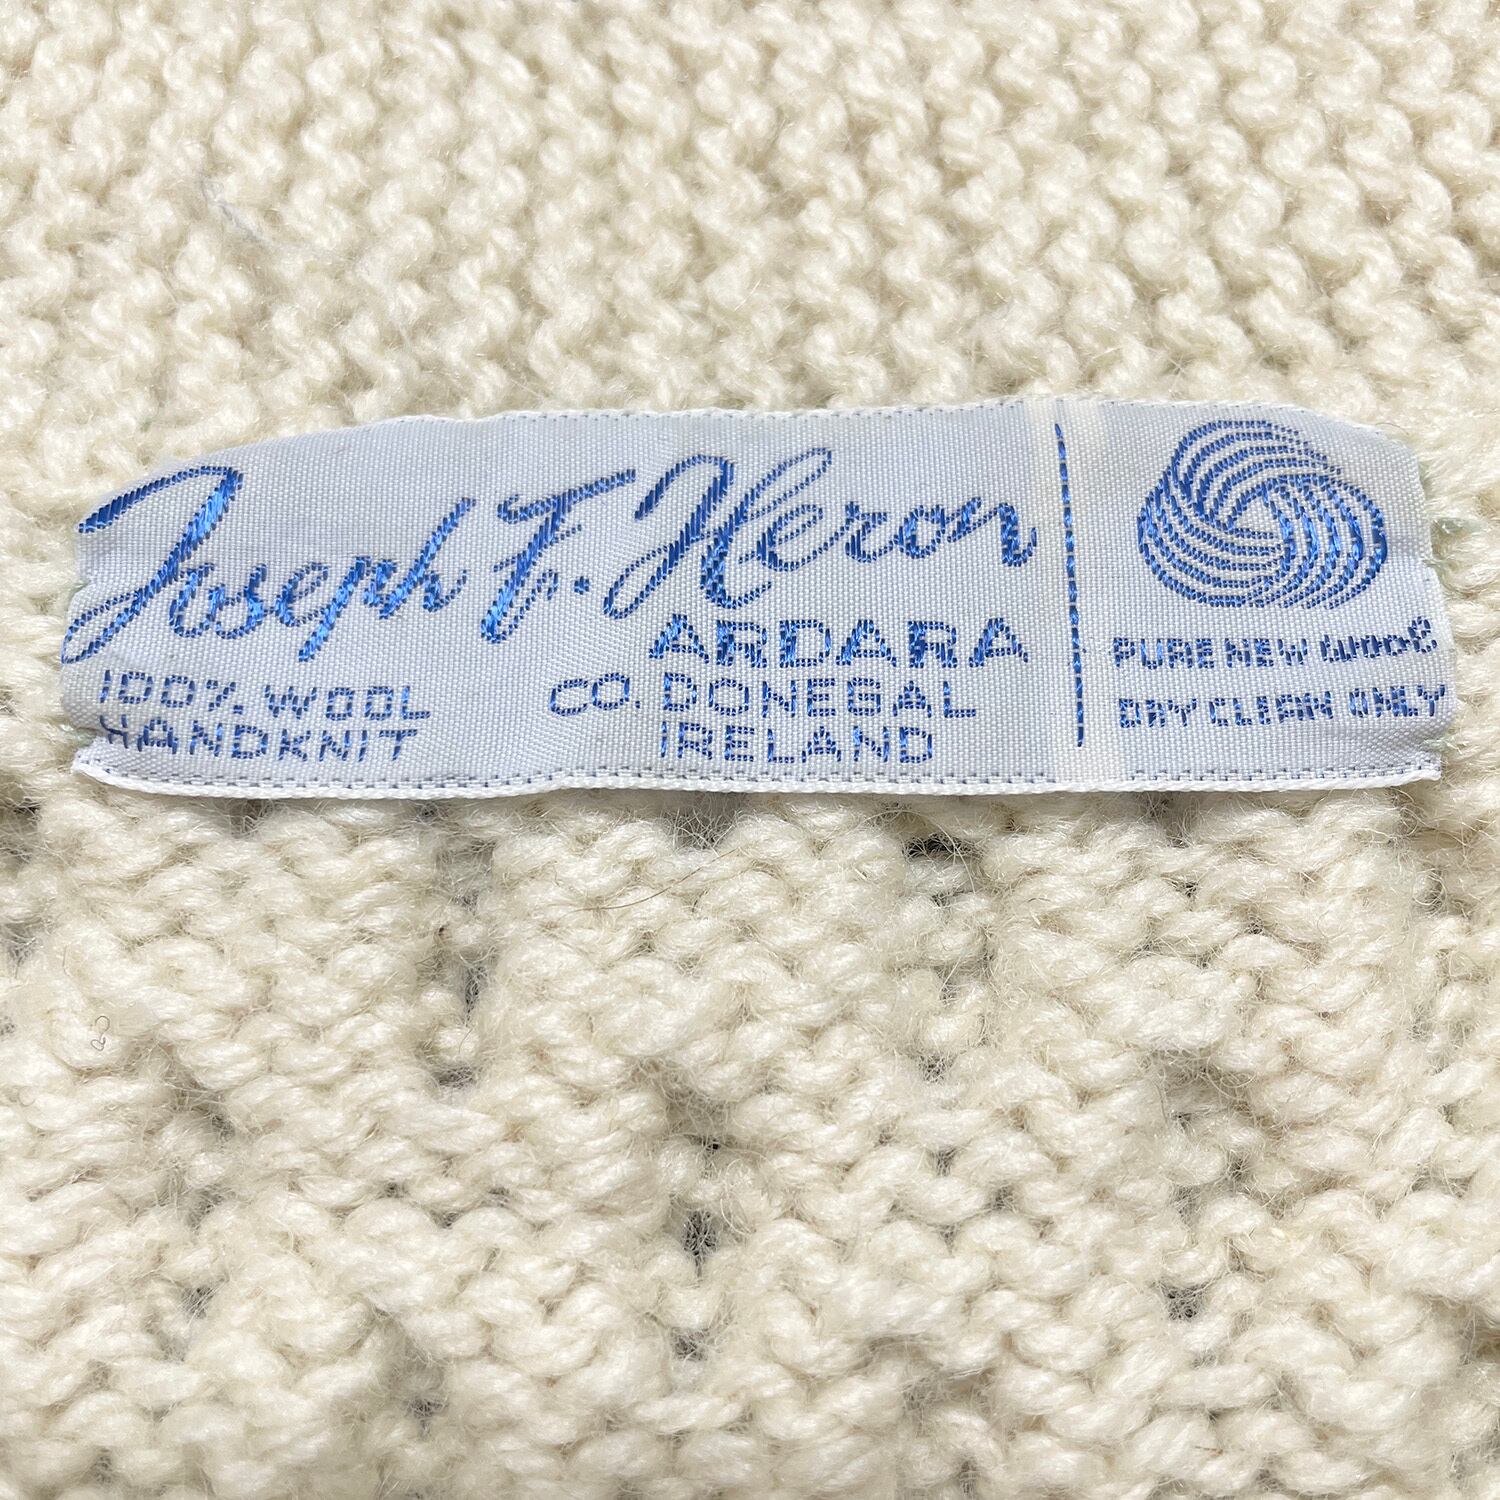 Joseph F. Heron
ARDARA
100% WOOL
HANDKNIT
CO. DONEGAL
IRELAND
PURE NEW WOOL
DRY CLEAN ONLY